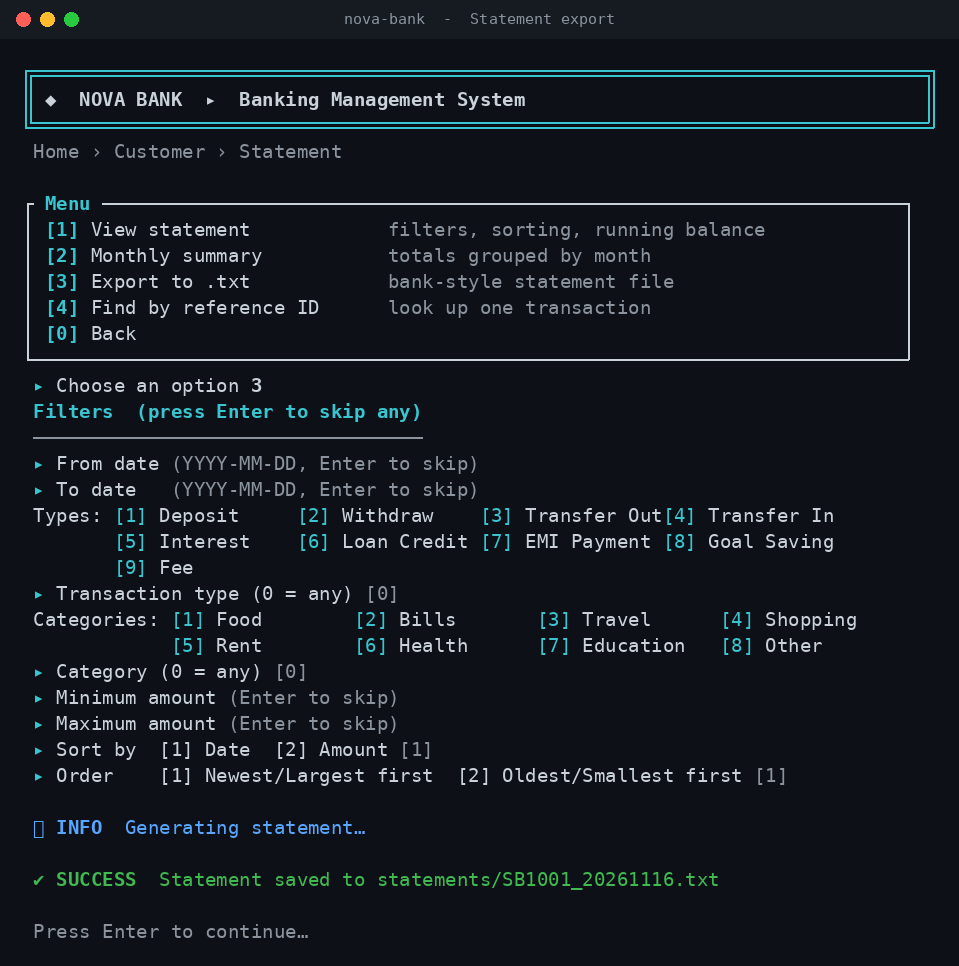 nova-bank  -  Statement export
◆  NOVA BANK  ▸  Banking Management System
Home › Customer › Statement
Menu
[1] View statement            filters, sorting, running balance
[2] Monthly summary           totals grouped by month
[3] Export to .txt            bank-style statement file
[4] Find by reference ID      look up one transaction
[0] Back
▸ Choose an option 3
Filters  (press Enter to skip any)
▸ From date (YYYY-MM-DD, Enter to skip)
▸ To date   (YYYY-MM-DD, Enter to skip)
Types: [1] Deposit     [2] Withdraw    [3] Transfer Out[4] Transfer In
       [5] Interest    [6] Loan Credit [7] EMI Payment [8] Goal Saving
       [9] Fee
▸ Transaction type (0 = any) [0]
Categories: [1] Food        [2] Bills       [3] Travel      [4] Shopping
            [5] Rent        [6] Health      [7] Education   [8] Other
▸ Category (0 = any) [0]
▸ Minimum amount (Enter to skip)
▸ Maximum amount (Enter to skip)
▸ Sort by  [1] Date  [2] Amount [1]
▸ Order    [1] Newest/Largest first  [2] Oldest/Smallest first [1]
INFO  Generating statement…
✔ SUCCESS  Statement saved to statements/SB1001_20261116.txt
Press Enter to continue…